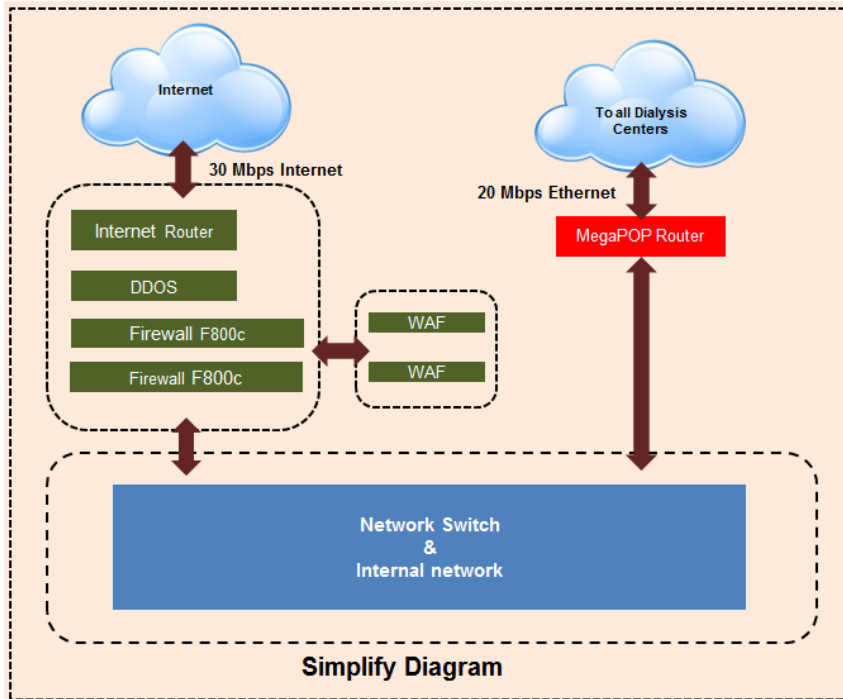 Internet
30 Mbps Internet
Internet Router
DDOS
Firewall F800c
Firewall F800c
WAF
WAF
To all Dialysis
Centers
20 Mbps Ethernet
MegaPOP Router
Network Switch
&
Internal network
Simplify Diagram